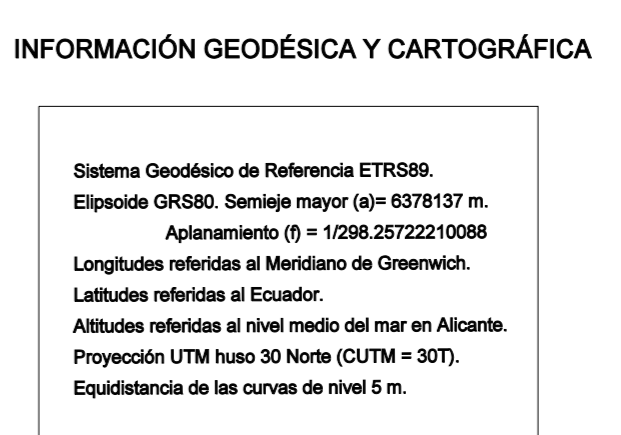 INFORMACIÓN GEODÉSICA Y CARTOGRÁFICA
Sistema Geodésico de Referencia ETRS89.
Elipsoide GRS80. Semieje mayor (a)= 6378137 m.
Aplanamiento (f) = 1/298.25722210088
Longitudes referidas al Meridiano de Greenwich.
Latitudes referidas al Ecuador.
Altitudes referidas al nivel medio del mar en Alicante.
Proyección UTM huso 30 Norte (CUTM = 30T).
Equidistancia de las curvas de nivel 5 m.